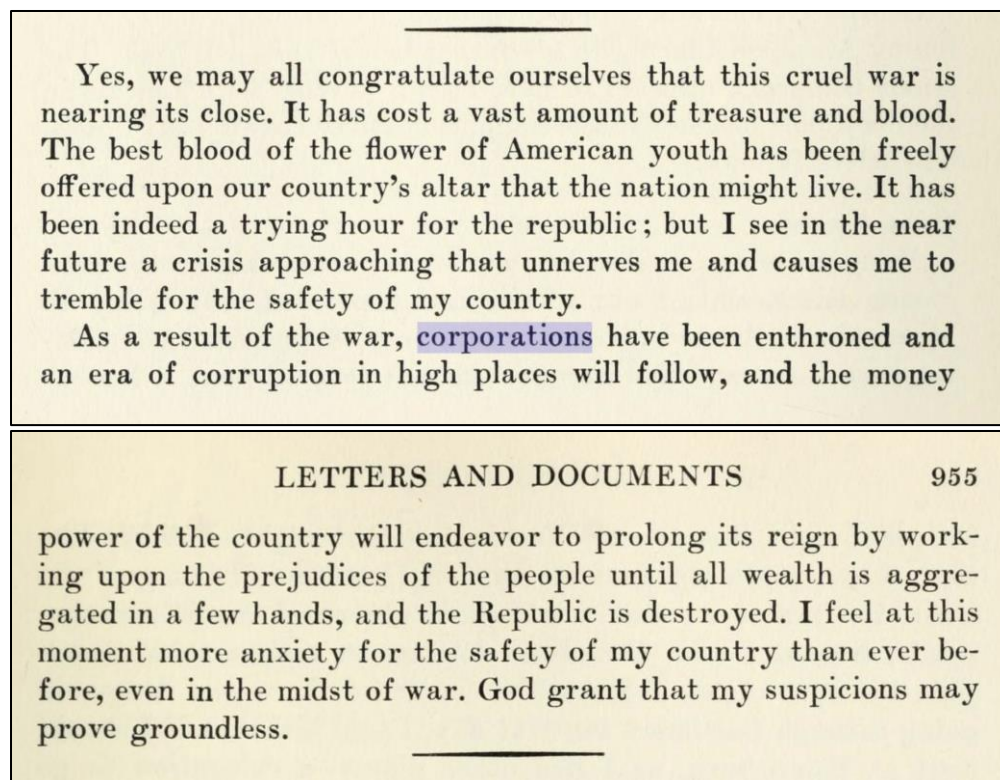 Yes, we may all congratulate ourselves that this cruel war is
nearing its close. It has cost a vast amount of treasure and blood.
The best blood of the flower of American youth has been freely
offered upon our country's altar that the nation might live. It has
been indeed a trying hour for the republic; but I see in the near
future a crisis approaching that unnerves me and causes me to
tremble for the safety of my country.
As a result of the war, corporations have been enthroned and
an era of corruption in high places will follow, and the money
LETTERS AND DOCUMENTS 955
power of the country will endeavor to prolong its reign by work-
ing upon the prejudices of the people until all wealth is aggre-
gated in a few hands, and the Republic is destroyed. I feel at this
moment more anxiety for the safety of my country than ever be-
fore, even in the midst of war. God grant that my suspicions may
prove groundless.